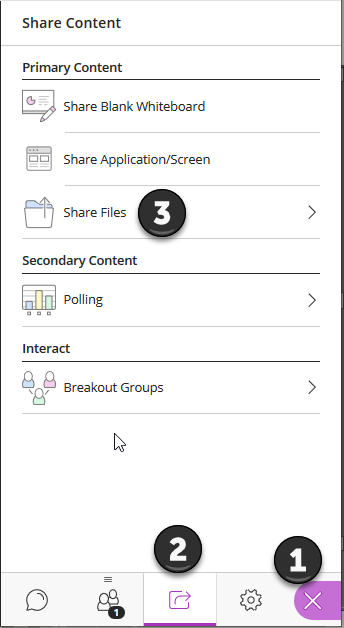 Share Content
Primary Content
Share Blank Whiteboard
Share Application/Screen
Share Files 3
Secondary Content
Polling
Interact
Breakout Groups
2
1
1